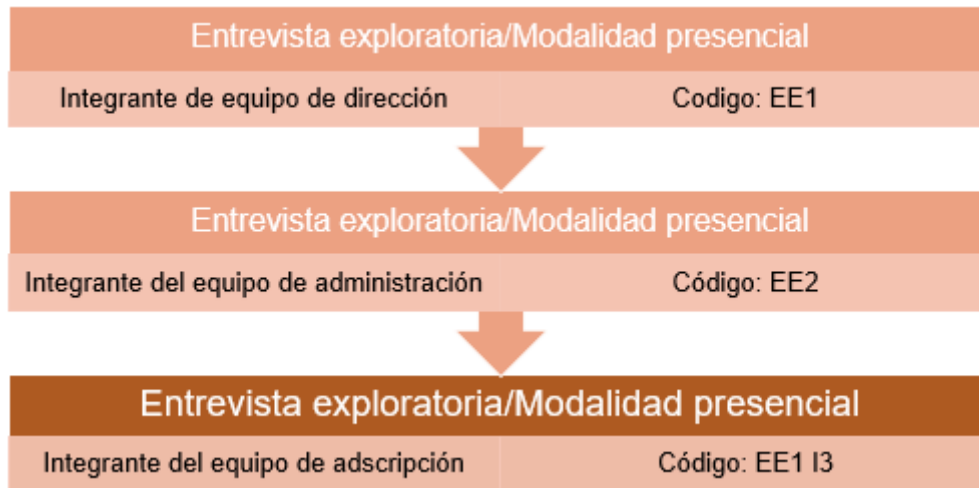 Entrevista exploratoria/Modalidad presencial
Integrante de equipo de dirección Codigo: EE1
Entrevista exploratoria/Modalidad presencial
Integrante del equipo de administración Código: EE2
Entrevista exploratoria/Modalidad presencial
Integrante del equipo de adscripción Código: EE1 I3